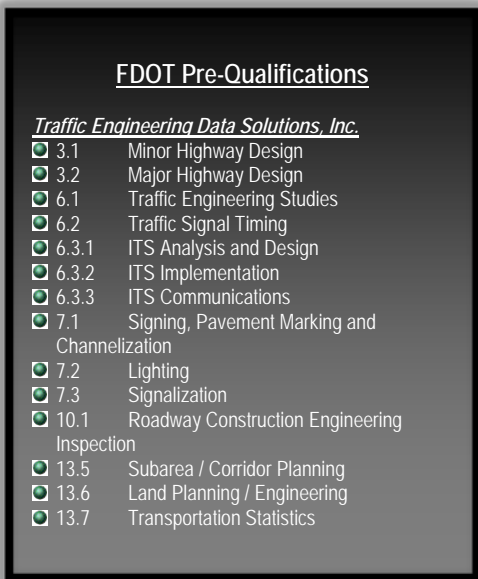 FDOT Pre-Qualifications
Traffic Engineering Data Solutions, Inc.
3.1 Minor Highway Design
3.2 Major Highway Design
6.1 Traffic Engineering Studies
6.2 Traffic Signal Timing
6.3.1 ITS Analysis and Design
6.3.2 ITS Implementation
6.3.3 ITS Communications
7.1 Signing, Pavement Marking and
Channelization
7.2 Lighting
7.3 Signalization
10.1 Roadway Construction Engineering
Inspection
13.5 Subarea / Corridor Planning
13.6 Land Planning / Engineering
13.7 Transportation Statistics